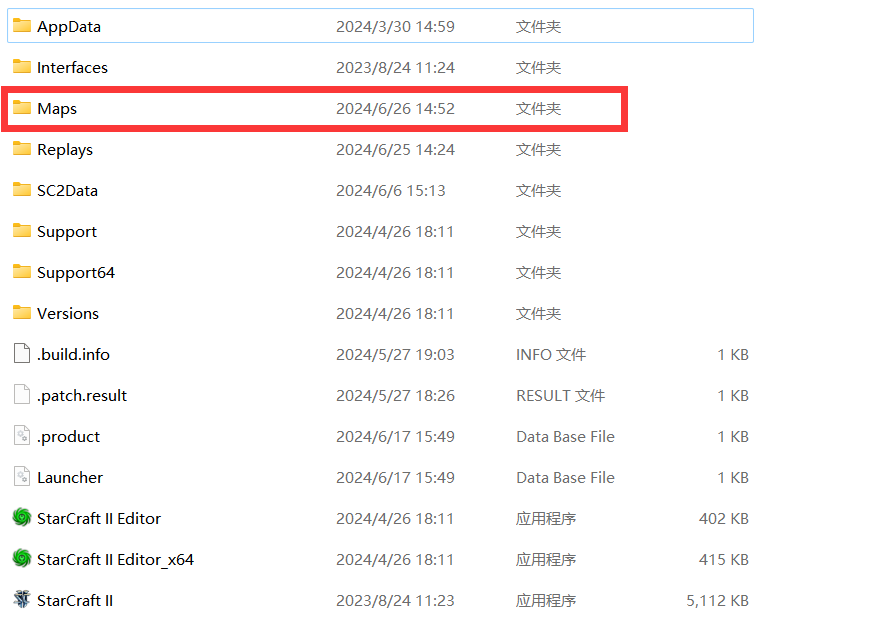 AppData 2024/3/30 14:59 文件夹
Interfaces 2023/8/24 11:24 文件夹
Maps 2024/6/26 14:52 文件夹
Replays 2024/6/25 14:24 文件夹
SC2Data 2024/6/6 15:13 文件夹
Support 2024/4/26 18:11 文件夹
Support64 2024/4/26 18:11 文件夹
Versions 2024/4/26 18:11 文件夹
.build.info 2024/5/27 19:03 INFO 文件 1 KB
.patch.result 2024/5/27 18:26 RESULT 文件 1 KB
.product 2024/6/17 15:49 Data Base File 1 KB
Launcher 2024/6/17 15:49 Data Base File 1 KB
StarCraft II Editor 2024/4/26 18:11 应用程序 402 KB
StarCraft II Editor_x64 2024/4/26 18:11 应用程序 415 KB
StarCraft II 2023/8/24 11:23 应用程序 5,112 KB